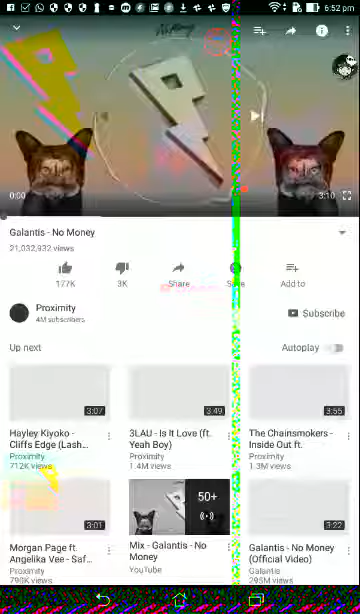 6:52 pm
No Money
0:00
3:10
Galantis - No Money
21,032,932 views
177K
3K
Share
Save
Add to
Proximity
4M subscribers
Subscribe
Up next
Autoplay
3:07
3:49
3:55
Hayley Kiyoko -
Cliffs Edge (Lash...
Proximity
712K views
3LAU - Is It Love (ft.
Yeah Boy)
Proximity
1.4M views
The Chainsmokers -
Inside Out ft.
Proximity
1.3M views
3:01
50+
3:22
Morgan Page ft.
Angelika Vee - Saf...
Proximity
790K views
Mix - Galantis - No
Money
YouTube
Galantis - No Money
(Official Video)
Galantis
295M views